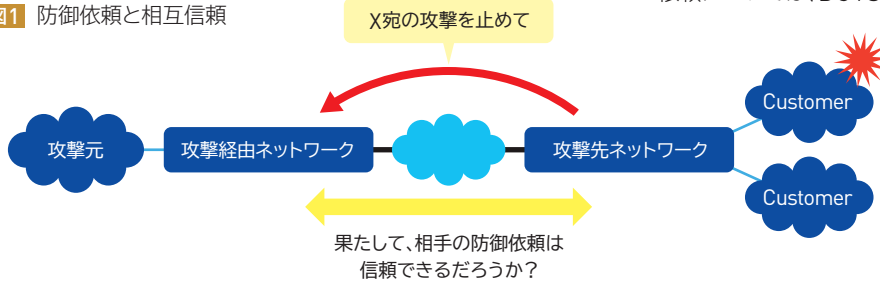 図1 防御依頼と相互信頼
X宛の攻撃を止めて
Customer
攻撃元
攻撃経由ネットワーク
攻撃先ネットワーク
Customer
果たして、相手の防御依頼は
信頼できるだろうか?